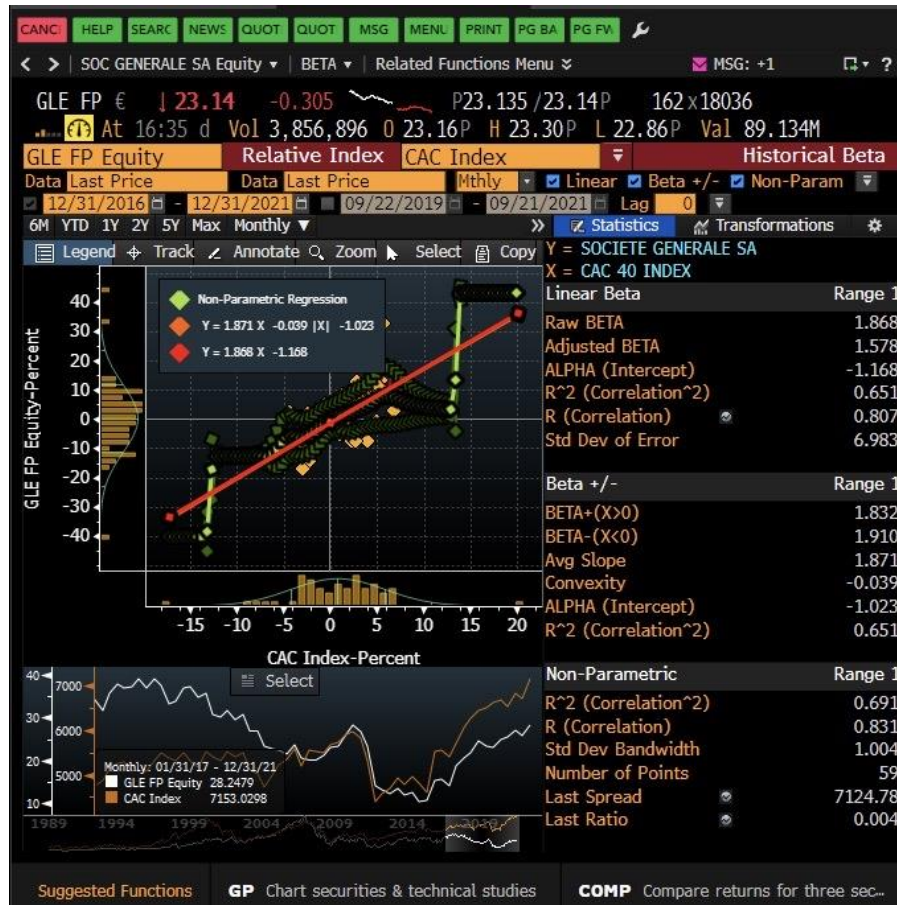 CANCI HELP SEARC NEWS QUOT QUOT MSG MENU PRINT PG BA PG FW
< > SOC GENERALE SA Equity ▾ BETA ▾ Related Functions Menu MSG: +1 ?
GLE FP € ↓ 23.14 -0.305 P23.135 /23.14P 162 x 18036
At 16:35 d Vol 3,856,896 O 23.16P H 23.30P L 22.86P Val 89.134M
GLE FP Equity Relative Index CAC Index Historical Beta
Data Last Price Data Last Price Mthly Linear Beta +/- Non-Param
12/31/2016 - 12/31/2021 09/22/2019 - 09/21/2021 Lag 0
6M YTD 1Y 2Y 5Y Max Monthly ▼ » Statistics Transformations
Legend Track Annotate Zoom Select Copy
Y = SOCIETE GENERALE SA
X = CAC 40 INDEX
Non-Parametric Regression
Y = 1.871 X -0.039 |X| -1.023
Y = 1.868 X -1.168
40
30
20
10
0
-10
-20
-30
-40
GLE FP Equity-Percent
-15 -10 -5 0 5 10 15 20
CAC Index-Percent
Linear Beta Range 1
Raw BETA 1.868
Adjusted BETA 1.578
ALPHA (Intercept) -1.168
R^2 (Correlation^2) 0.651
R (Correlation) 0.807
Std Dev of Error 6.983
Beta +/- Range 1
BETA+(X>0) 1.832
BETA-(X<0) 1.910
Avg Slope 1.871
Convexity -0.039
ALPHA (Intercept) -1.023
R^2 (Correlation^2) 0.651
Non-Parametric Range 1
R^2 (Correlation^2) 0.691
R (Correlation) 0.831
Std Dev Bandwidth 1.004
Number of Points 59
Last Spread 7124.78
Last Ratio 0.004
Select
40 7000
30 6000
20 5000
10
Monthly: 01/31/17 - 12/31/21
GLE FP Equity 28.2479
CAC Index 7153.0298
1989 1994 1999 2004 2009 2014
Suggested Functions GP Chart securities & technical studies COMP Compare returns for three sec...